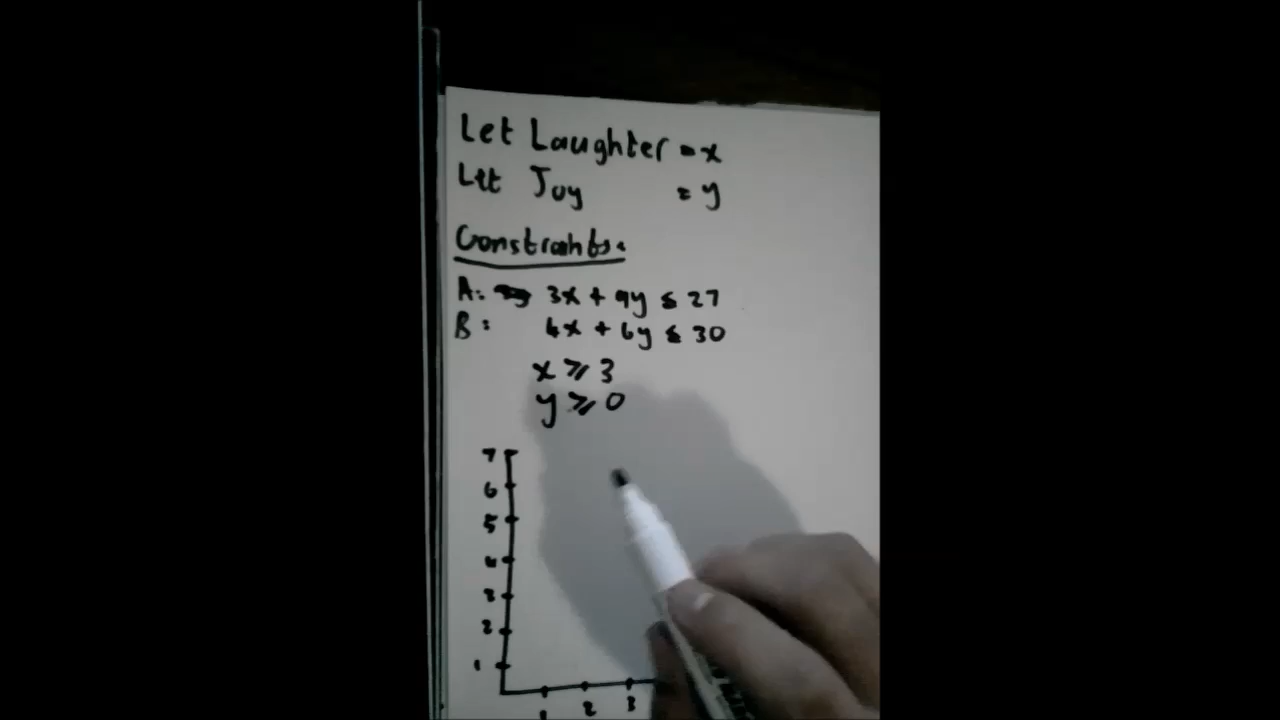 Let Laughter = x
Let Joy = y
Constraints:
A: 3x + 9y ≤ 27
B: 4x + 6y ≤ 30
x ≥ 3
y ≥ 0
7
6
5
4
3
2
1
1 2 3